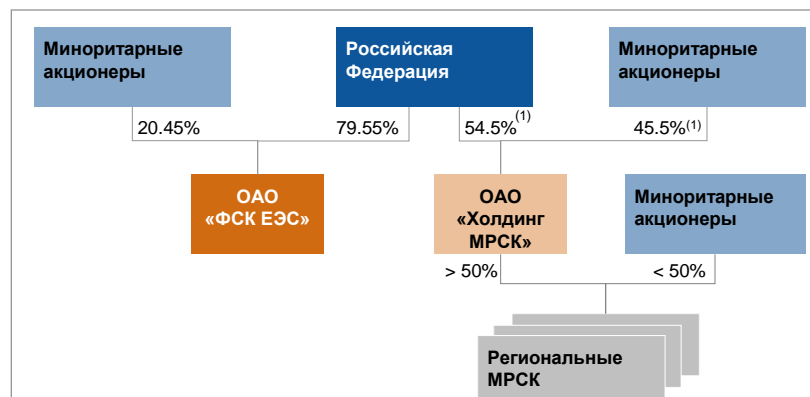 Миноритарные
акционеры
Российская
Федерация
Миноритарные
акционеры
20.45%
79.55%
54.5%(1)
45.5%(1)
ОАО
«ФСК ЕЭС»
ОАО
«Холдинг
МРСК»
Миноритарные
акционеры
> 50%
< 50%
Региональные
МРСК